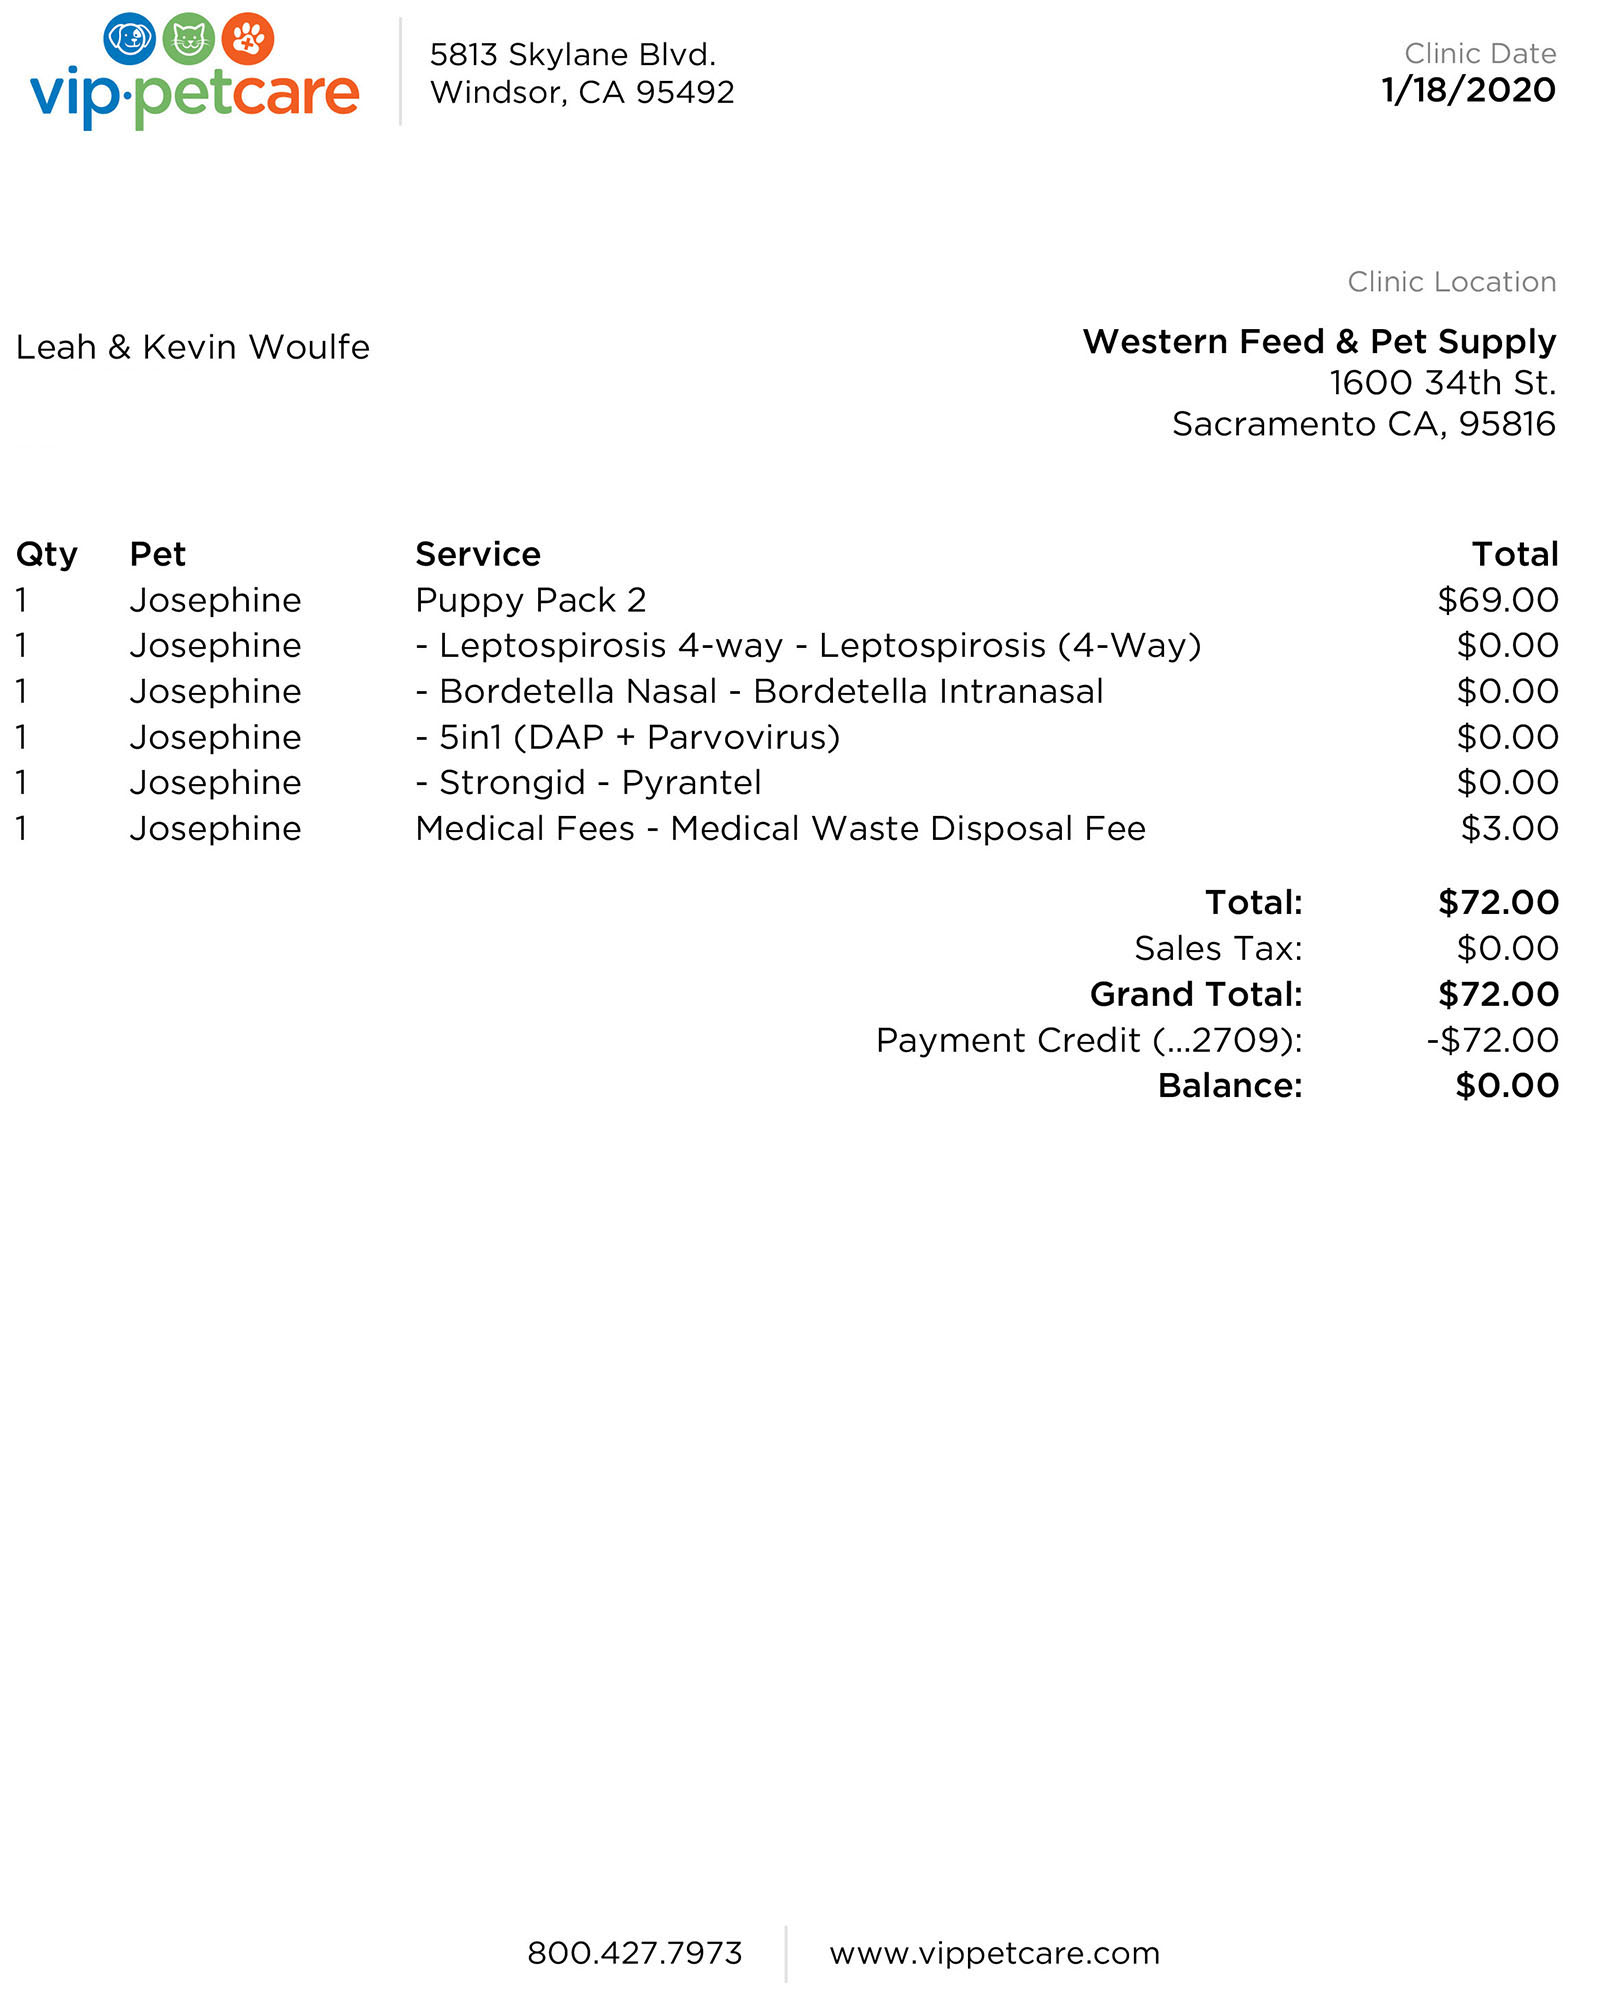 vip·petcare
5813 Skylane Blvd.
Windsor, CA 95492
Clinic Date
1/18/2020
Clinic Location
Leah & Kevin Woulfe
Western Feed & Pet Supply
1600 34th St.
Sacramento CA, 95816
Qty Pet Service Total
1 Josephine Puppy Pack 2 $69.00
1 Josephine - Leptospirosis 4-way - Leptospirosis (4-Way) $0.00
1 Josephine - Bordetella Nasal - Bordetella Intranasal $0.00
1 Josephine - 5in1 (DAP + Parvovirus) $0.00
1 Josephine - Strongid - Pyrantel $0.00
1 Josephine Medical Fees - Medical Waste Disposal Fee $3.00
Total: $72.00
Sales Tax: $0.00
Grand Total: $72.00
Payment Credit (...2709): -$72.00
Balance: $0.00
800.427.7973
www.vippetcare.com